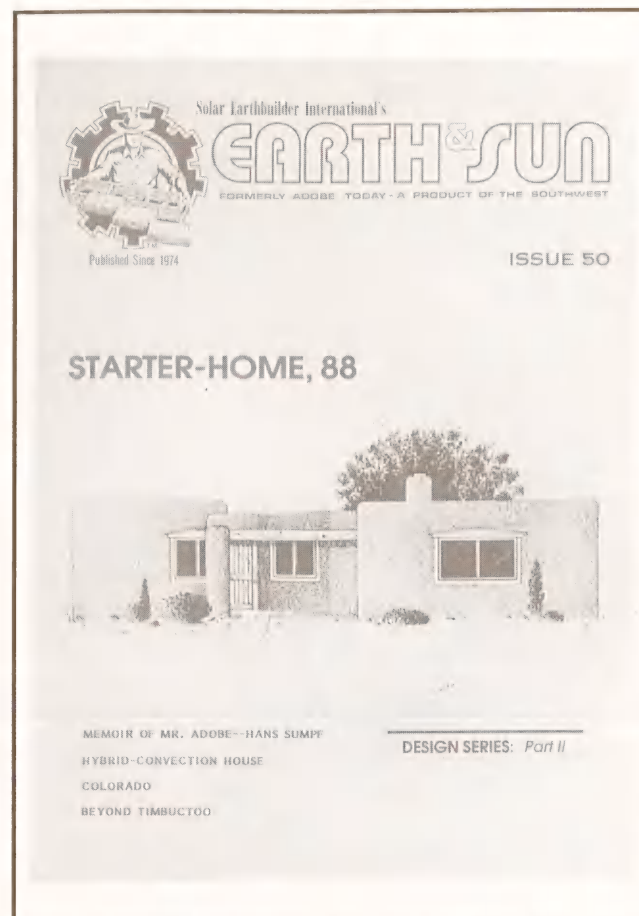 Solar Earthbuilder International's
EARTH & SUN
FORMERLY ADOBE TODAY - A PRODUCT OF THE SOUTHWEST
Published Since 1974
ISSUE 50
STARTER-HOME, 88
MEMOIR OF MR. ADOBE--HANS SUMPF
HYBRID-CONVECTION HOUSE
COLORADO
BEYOND TIMBUCTOO
DESIGN SERIES: Part II